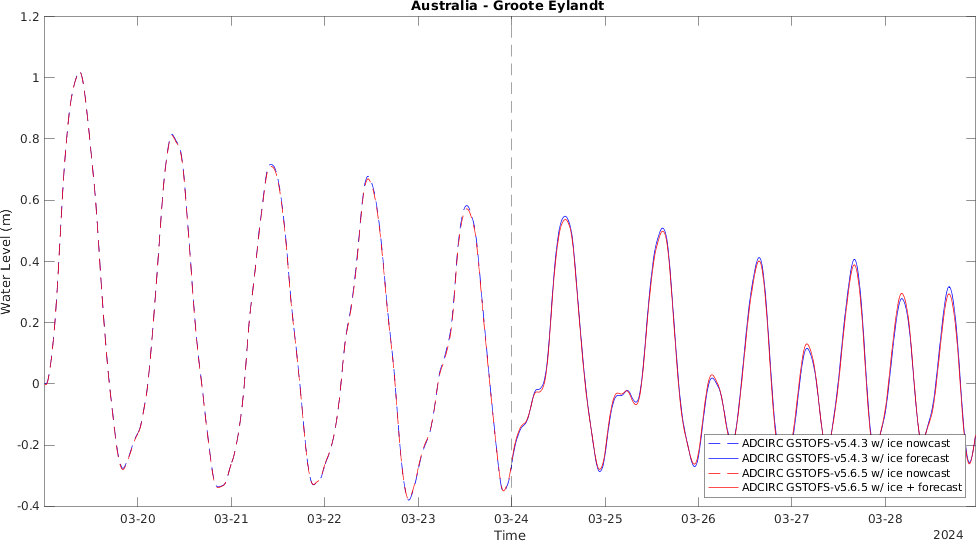 Australia - Groote Eylandt
1.2
1
0.8
0.6
0.4
0.2
0
-0.2
-0.4
Water Level (m)
03-20 03-21 03-22 03-23 03-24 03-25 03-26 03-27 03-28
Time
2024
ADCIRC GSTOFS-v5.4.3 w/ ice nowcast
ADCIRC GSTOFS-v5.4.3 w/ ice forecast
ADCIRC GSTOFS-v5.6.5 w/ ice nowcast
ADCIRC GSTOFS-v5.6.5 w/ ice + forecast